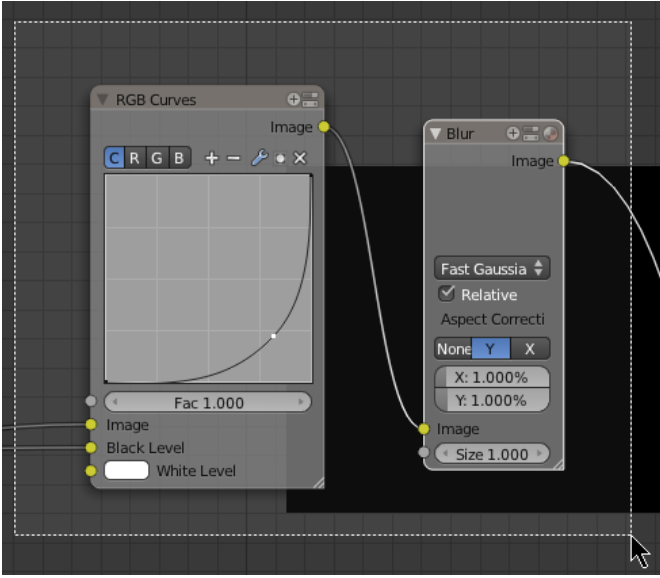 RGB Curves
Image
C R G B
Fac 1.000
Image
Black Level
White Level
Blur
Image
Fast Gaussia
Relative
Aspect Correcti
None Y X
X: 1.000%
Y: 1.000%
Image
Size 1.000